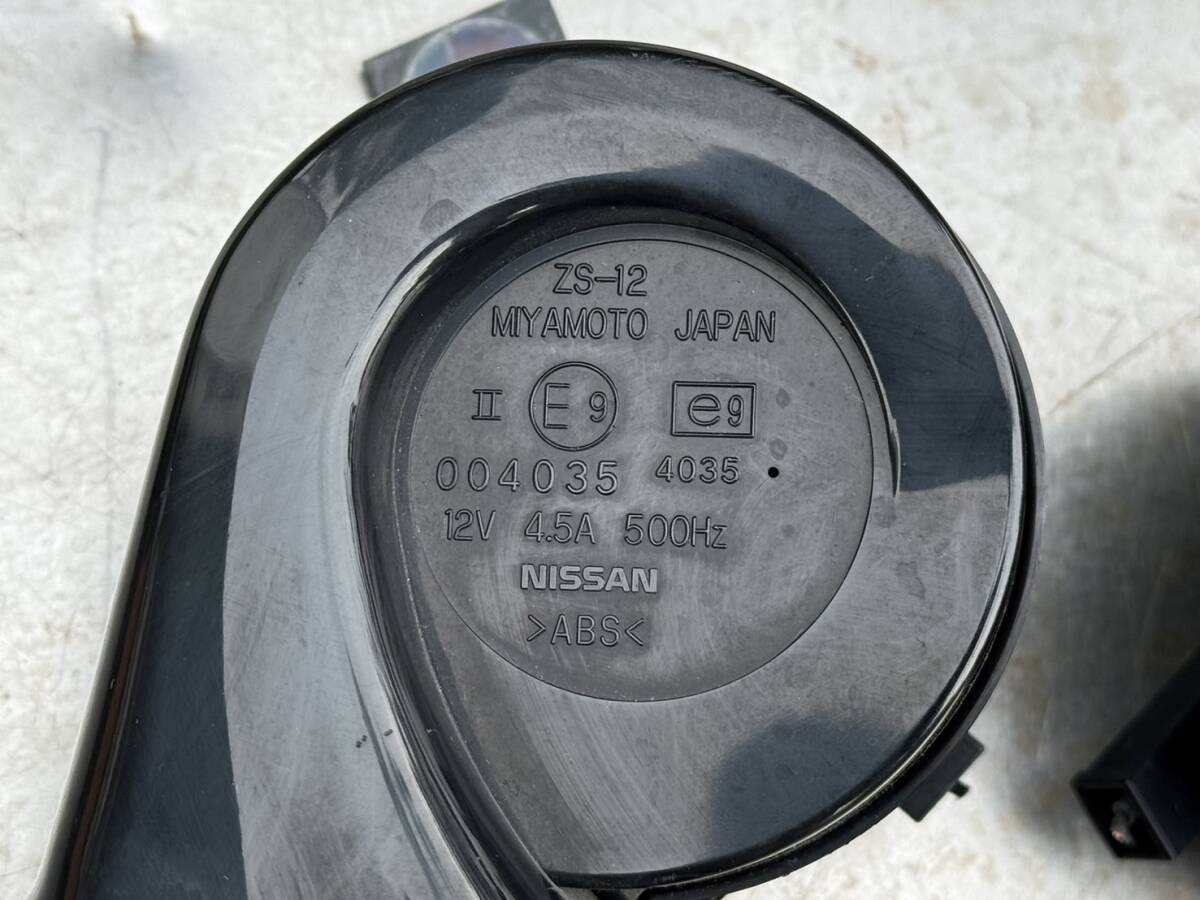 ZS-12
MIYAMOTO JAPAN
II E9 e9
004035 4035
12V 4.5A 500Hz
NISSAN
>ABS<